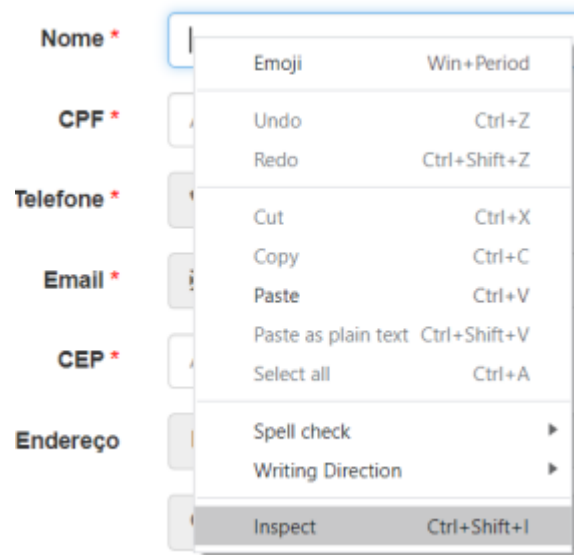 Nome *
Emoji Win+Period
CPF *
Undo Ctrl+Z
Redo Ctrl+Shift+Z
Telefone *
Cut Ctrl+X
Copy Ctrl+C
Email *
Paste Ctrl+V
Paste as plain text Ctrl+Shift+V
CEP *
Select all Ctrl+A
Endereço
Spell check
Writing Direction
Inspect Ctrl+Shift+I